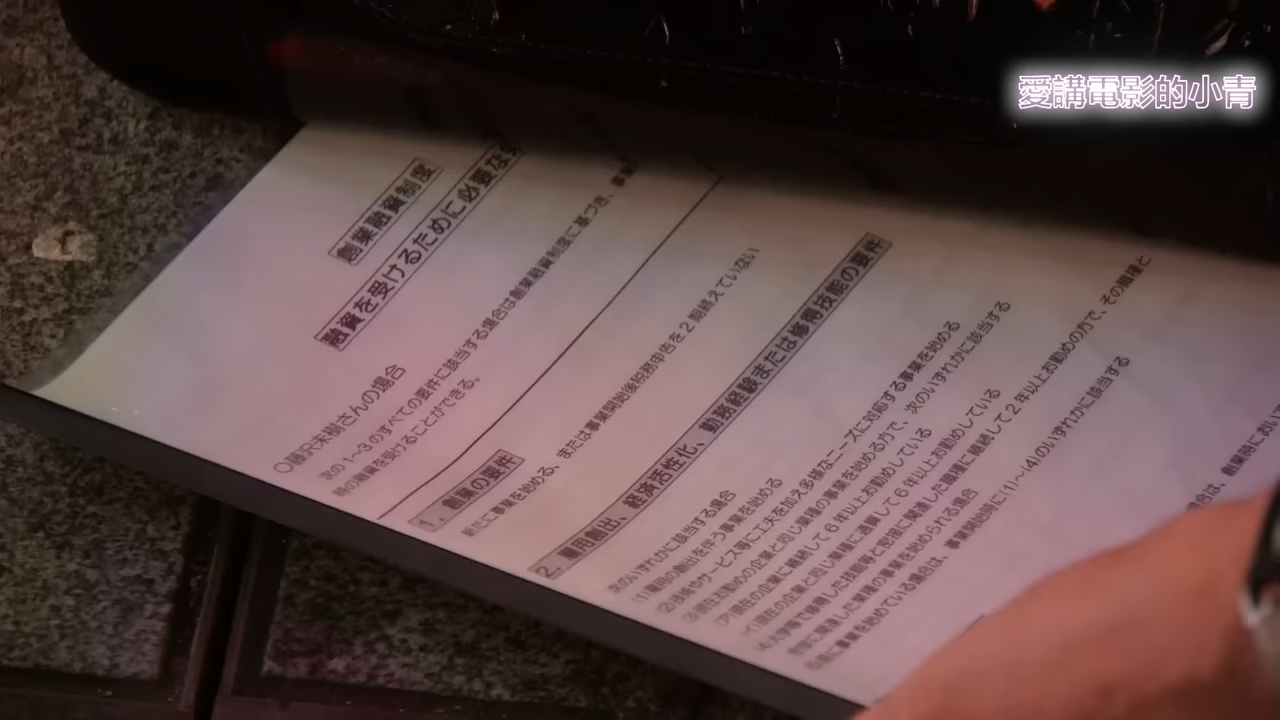 愛講電影的小青
創業融資制度
融資を受けるために必要な
○藤沢未樹さんの場合
次の1~3のすべての要件に該当する場合は創業融資制度に基づき、事業
時の融資を受けることができる。
1. 創業の要件
新たに事業を始める、または事業開始後税務申告を2期終えていない
2. 雇用創出、経済活性化、勤務経験または修得技能の要件
次のいずれかに該当する場合
(1)雇用の創出を伴う事業を始める
②技術やサービス等に工夫を加え多様なニーズに対応する事業を始める
③現在お勤めの企業と同じ業種の事業を始める方で、次のいずれかに該当する
(ア)現在の企業に継続して6年以上お勤めしている
(イ)現在の企業と同じ業種に通算して6年以上お勤めしている
(4)大学等で修得した技能等と密接に関連した職種に継続して2年以上お勤めの方で、その職種と
密接に関連した業種の事業を始められる場合
既に事業を始めている場合は、事業開始時に(1)~(4)のいずれかに該当する
合は、創業時におい